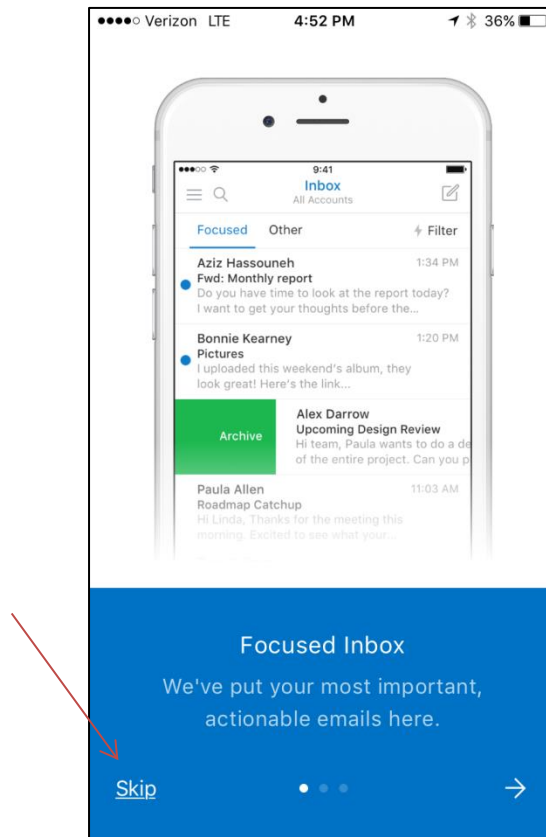 Verizon LTE 4:52 PM 36%
9:41
Inbox
All Accounts
Focused Other Filter
Aziz Hassouneh 1:34 PM
Fwd: Monthly report
Do you have time to look at the report today?
I want to get your thoughts before the...
Bonnie Kearney 1:20 PM
Pictures
I uploaded this weekend's album, they
look great! Here's the link...
Archive
Alex Darrow
Upcoming Design Review
Hi team, Paula wants to do a de
of the entire project. Can you p
Paula Allen 11:03 AM
Roadmap Catchup
Hi Linda, Thanks for the meeting this
morning. Excited to see what your...
Focused Inbox
We've put your most important,
actionable emails here.
Skip